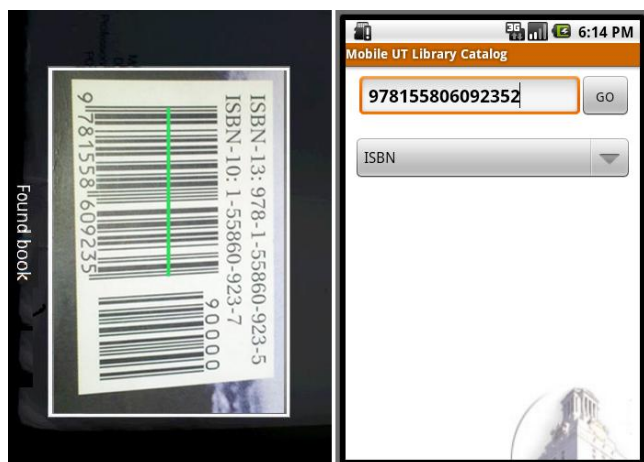 ISBN-13: 978-1-55860-923-5
ISBN-10: 1-55860-923-7
90000
9 781558 609235
Found book
3G 6:14 PM
Mobile UT Library Catalog
978155806092352
GO
ISBN